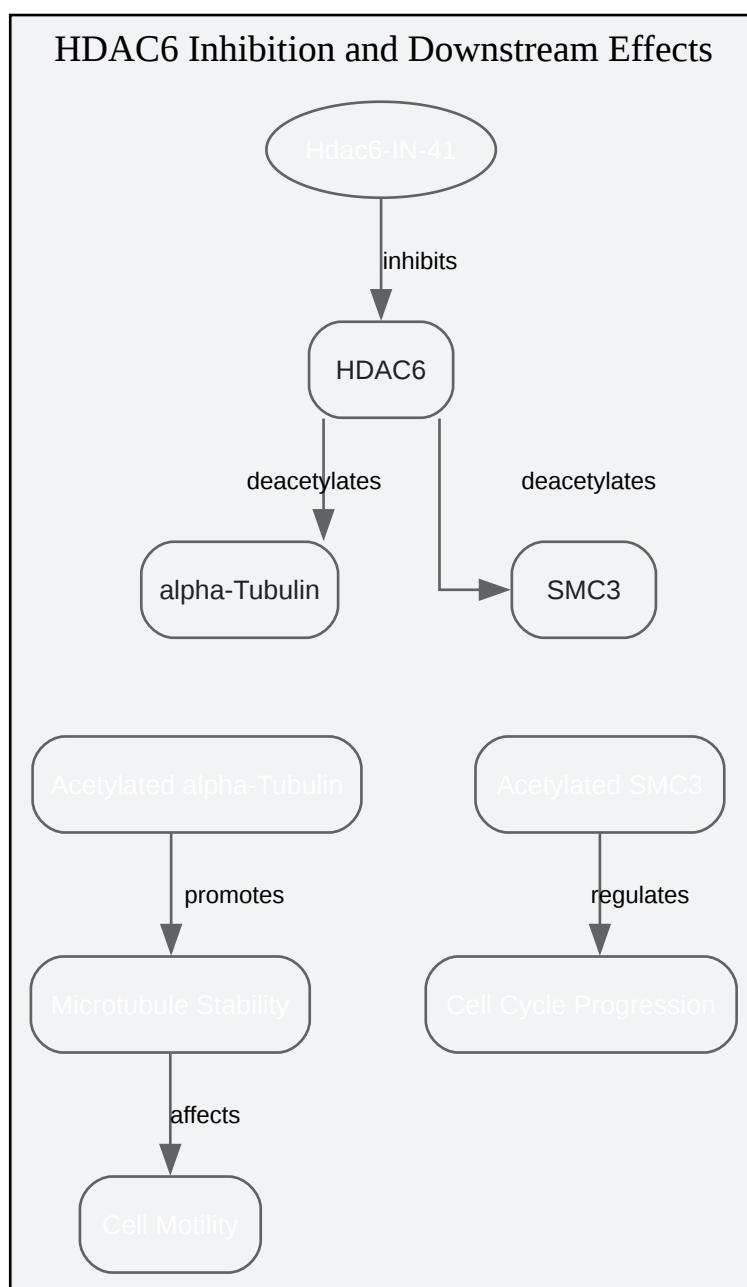 HDAC6 Inhibition and Downstream Effects
Hdac6-IN-41
inhibits
HDAC6
deacetylates
deacetylates
alpha-Tubulin
SMC3
Acetylated alpha-Tubulin
Acetylated SMC3
promotes
regulates
Microtubule Stability
Cell Cycle Progression
affects
Cell Motility